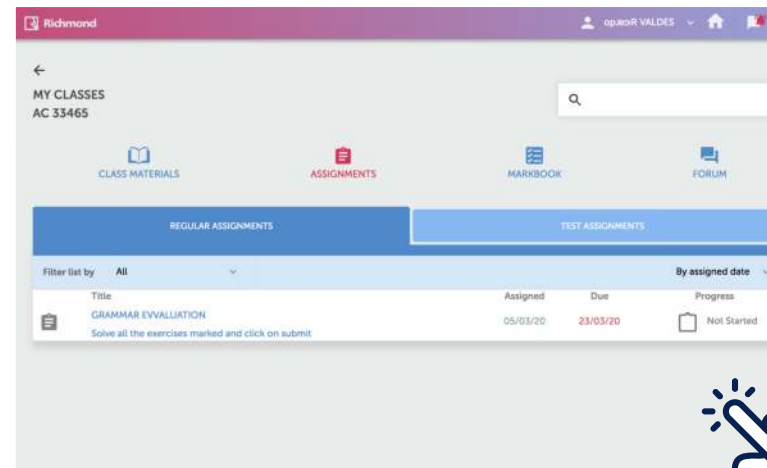 Richmond
VALDES
MY CLASSES
AC 33465
CLASS MATERIALS
ASSIGNMENTS
MARKBOOK
FORUM
REGULAR ASSIGNMENTS
TEST ASSIGNMENTS
Filter list by All
By assigned date
Title Assigned Due Progress
GRAMMAR EVVALUATION
05/03/20 23/03/20 Not Started
Solve all the exercises marked and click on submit